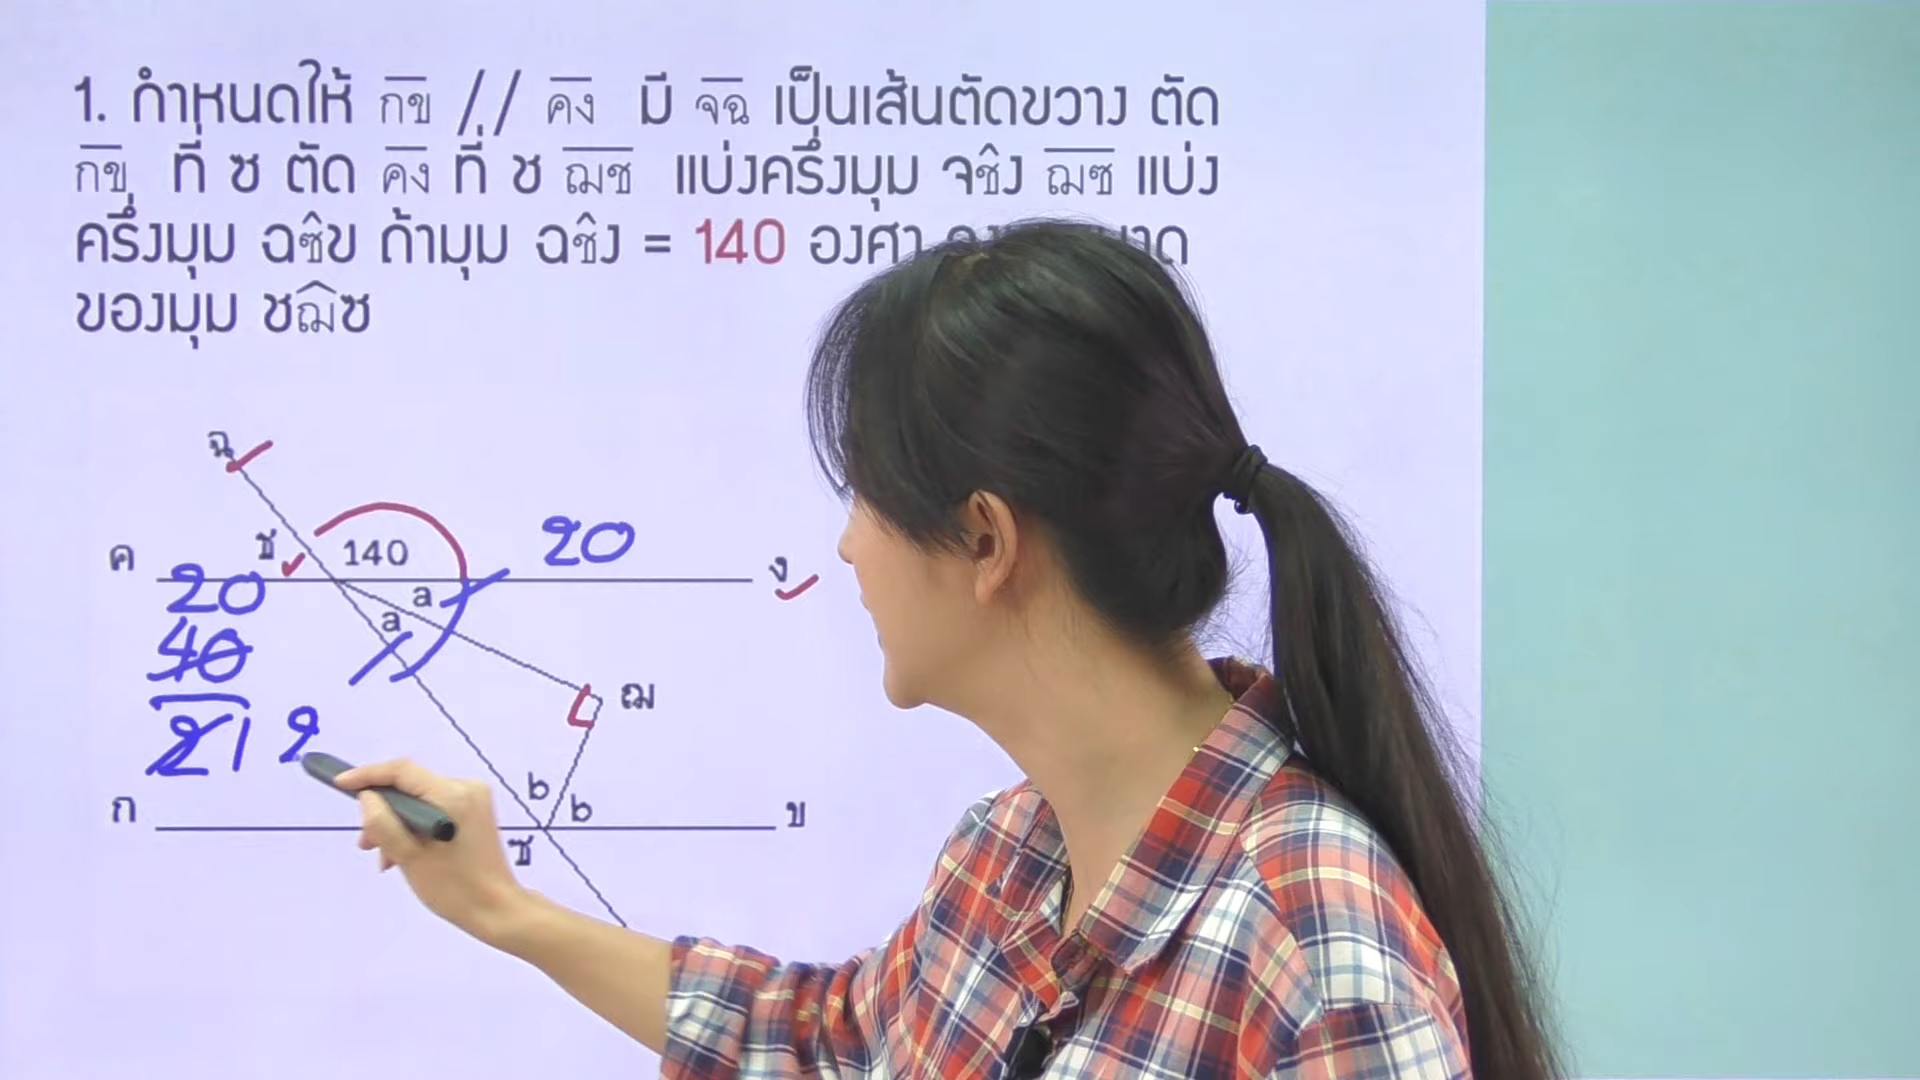 1. กำหนดให้ กข // คง มี จฉ เป็นเส้นตัดขวาง ตัด
กข ที่ ซ ตัด คง ที่ ช ฌช แบ่งครึ่งมุม จชิ̂ง ฌซ แบ่ง
ครึ่งมุม ฉซ̂ข ถ้ามุม ฉช̂ง = 140 องศา
ของมุม ชฌ̂ซ
ฉ
ค ช 140 20 ง
20 a
40 a
ฌ
2 | 2
b
ก b ข
ซ